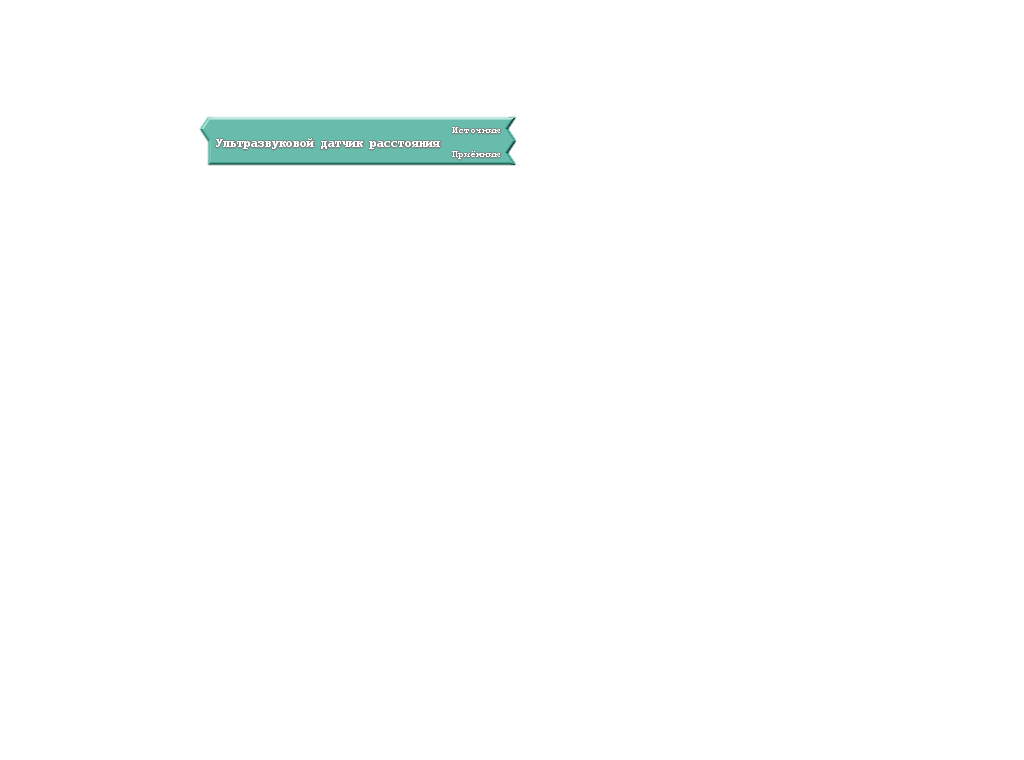 Ультразвуковой датчик расстояния
Источник
Приёмник